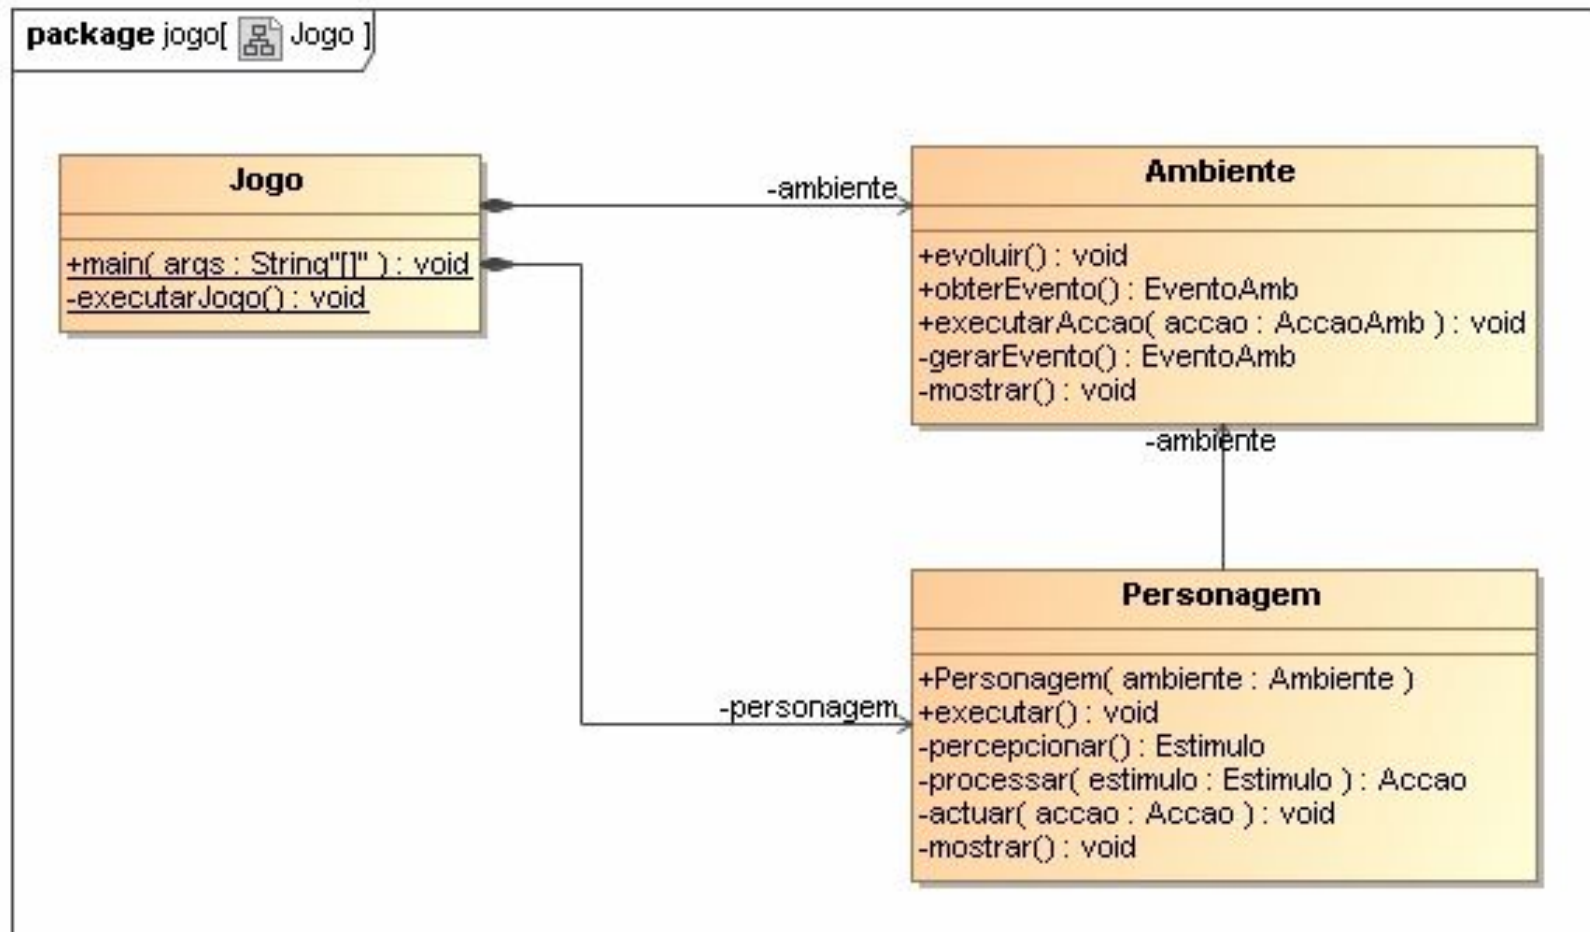 package jogo[ Jogo ]
Jogo
+main( args : String"[]" ) : void
-executarJogo() : void
-ambiente
Ambiente
+evoluir() : void
+obterEvento() : EventoAmb
+executarAccao( accao : AccaoAmb ) : void
-gerarEvento() : EventoAmb
-mostrar() : void
-ambiente
-personagem
Personagem
+Personagem( ambiente : Ambiente )
+executar() : void
-percepcionar() : Estimulo
-processar( estimulo : Estimulo ) : Accao
-actuar( accao : Accao ) : void
-mostrar() : void